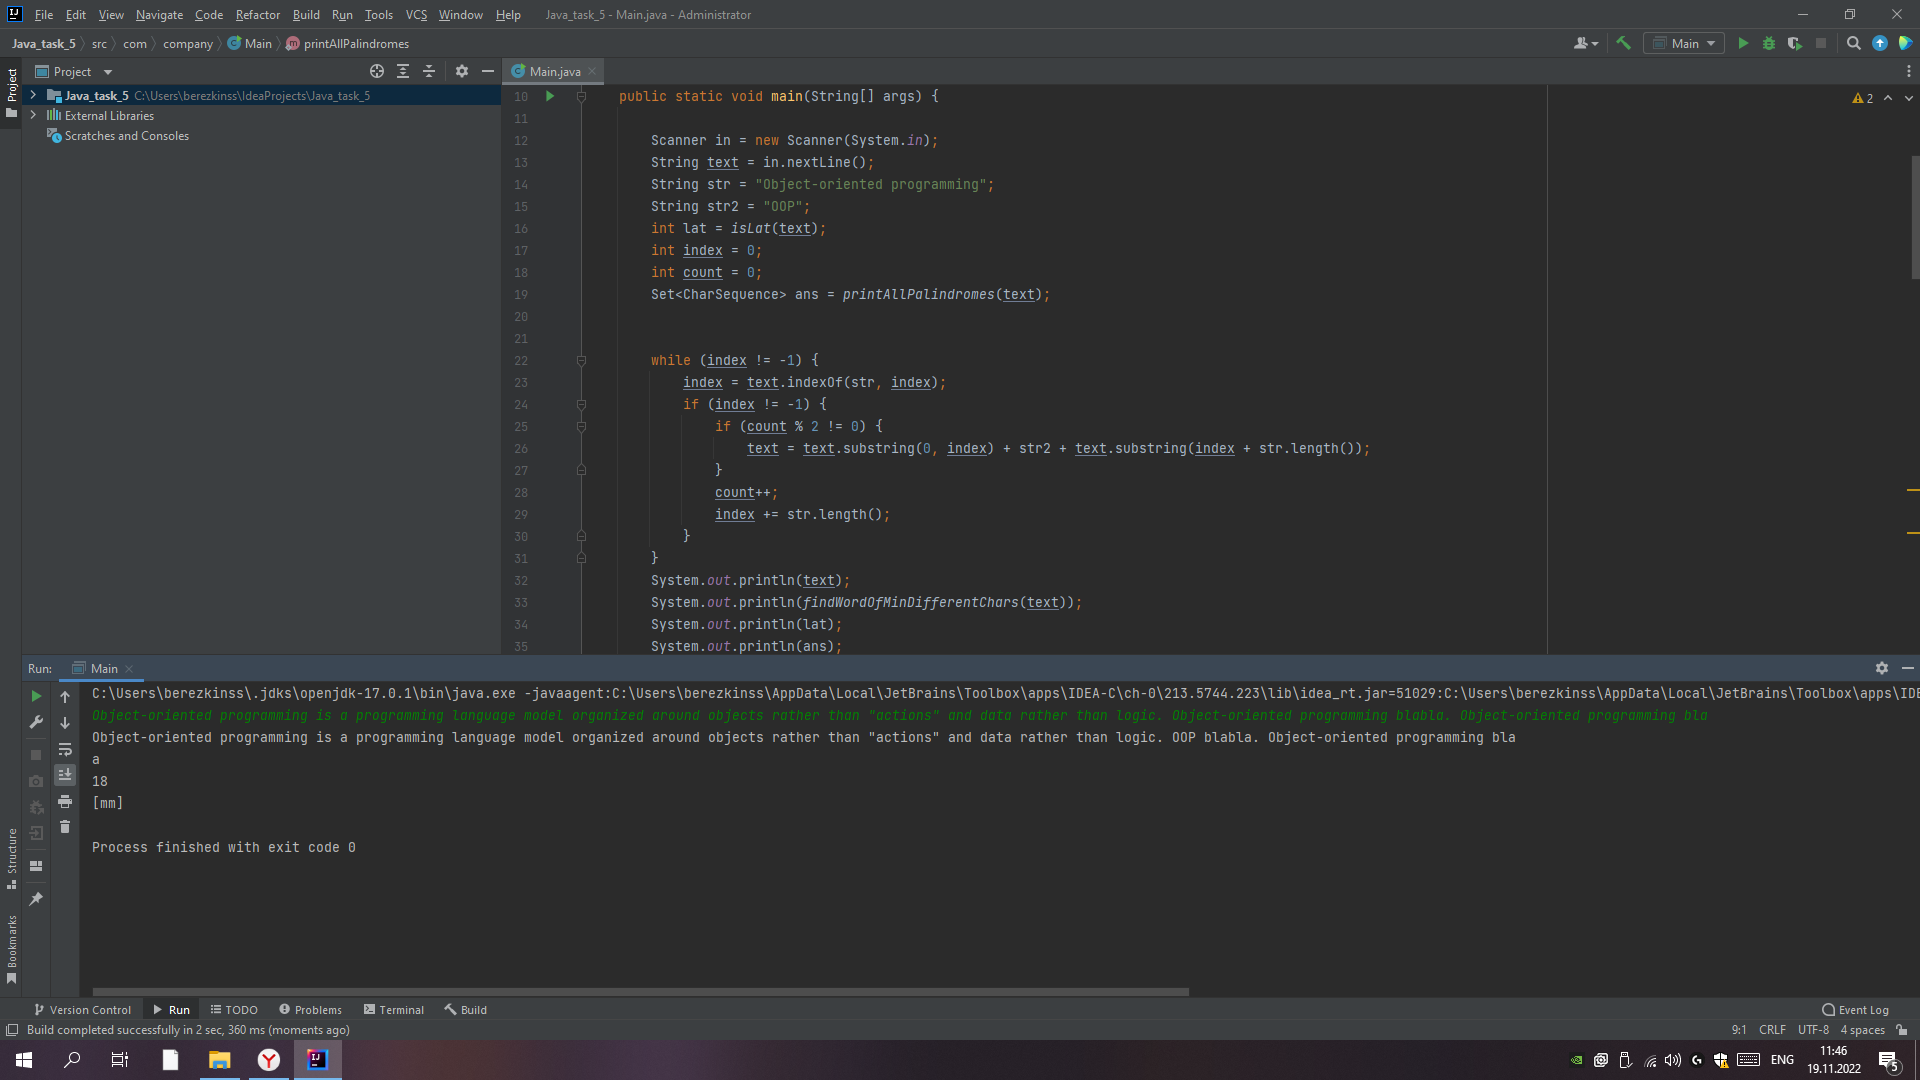 File Edit View Navigate Code Refactor Build Run Tools VCS Window Help Java_task_5 - Main.java - Administrator
Java_task_5 src com company Main printAllPalindromes
Main
Project
Main.java
Project
Java_task_5 C:\Users\berezkinss\IdeaProjects\Java_task_5
External Libraries
Scratches and Consoles
2
10 public static void main(String[] args) {
11
12 Scanner in = new Scanner(System.in);
13 String text = in.nextLine();
14 String str = "Object-oriented programming";
15 String str2 = "OOP";
16 int lat = isLat(text);
17 int index = 0;
18 int count = 0;
19 Set<CharSequence> ans = printAllPalindromes(text);
20
21
22 while (index != -1) {
23 index = text.indexOf(str, index);
24 if (index != -1) {
25 if (count % 2 != 0) {
26 text = text.substring(0, index) + str2 + text.substring(index + str.length());
27 }
28 count++;
29 index += str.length();
30 }
31 }
32 System.out.println(text);
33 System.out.println(findWordOfMinDifferentChars(text));
34 System.out.println(lat);
35 System.out.println(ans);
Run: Main
C:\Users\berezkinss\.jdks\openjdk-17.0.1\bin\java.exe -javaagent:C:\Users\berezkinss\AppData\Local\JetBrains\Toolbox\apps\IDEA-C\ch-0\213.5744.223\lib\idea_rt.jar=51029:C:\Users\berezkinss\AppData\Local\JetBrains\Toolbox\apps\IDE
Object-oriented programming is a programming language model organized around objects rather than "actions" and data rather than logic. Object-oriented programming blabla. Object-oriented programming bla
Object-oriented programming is a programming language model organized around objects rather than "actions" and data rather than logic. OOP blabla. Object-oriented programming bla
a
18
[mm]
Process finished with exit code 0
Structure
Bookmarks
Version Control Run TODO Problems Terminal Build Event Log
Build completed successfully in 2 sec, 360 ms (moments ago) 9:1 CRLF UTF-8 4 spaces
ENG
11:46
19.11.2022
5